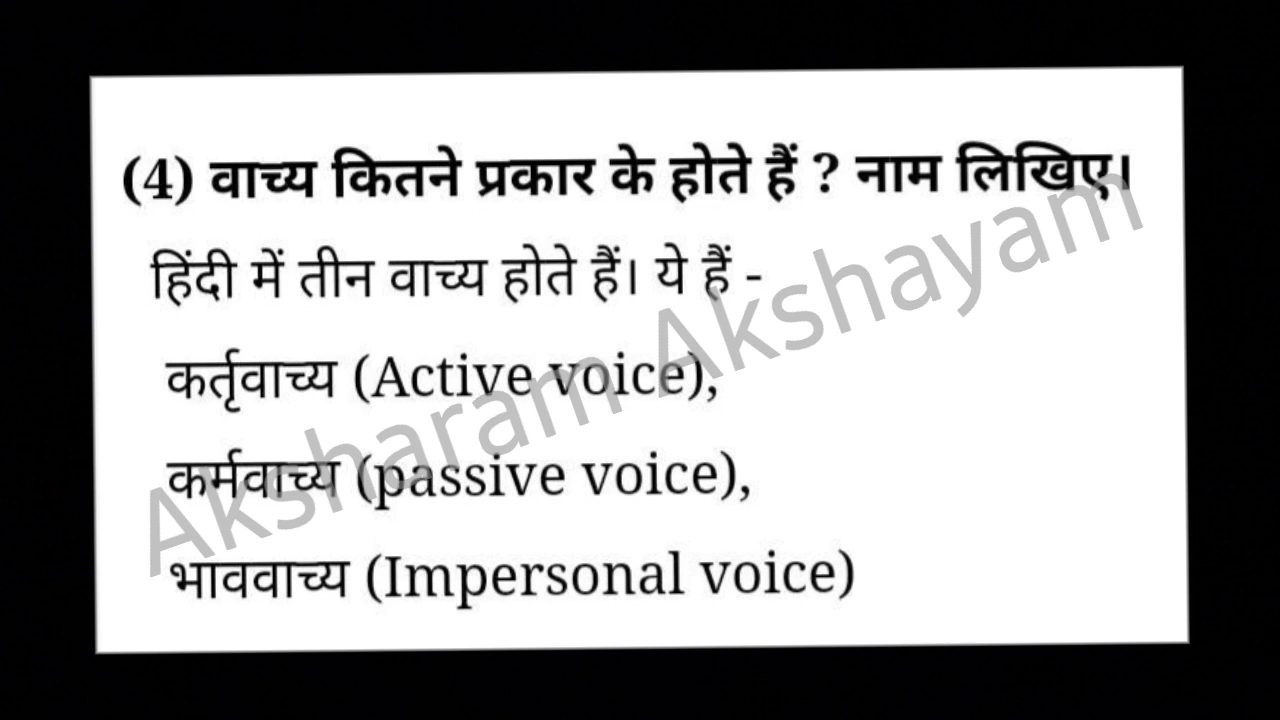 (4) वाच्य कितने प्रकार के होते हैं ? नाम लिखिए।
हिंदी में तीन वाच्य होते हैं। ये हैं -
कर्तृवाच्य (Active voice),
कर्मवाच्य (passive voice),
भाववाच्य (Impersonal voice)
Aksharam Akshayam